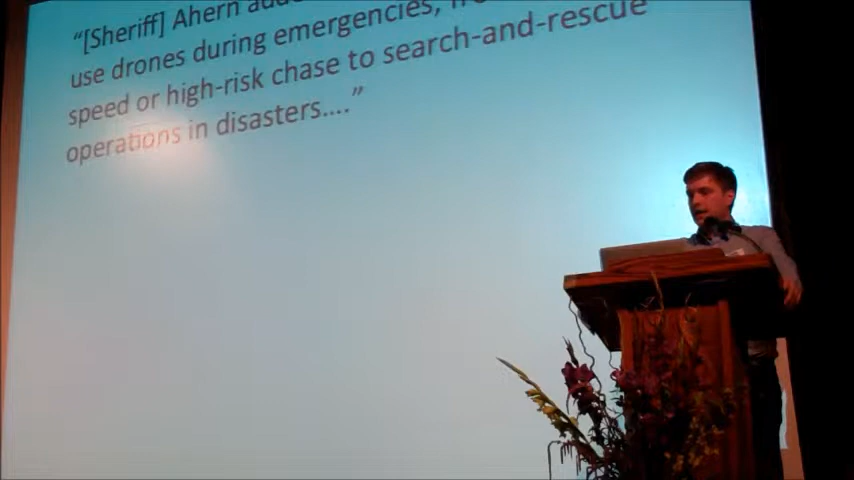 “[Sheriff] Ahern
use drones during emergencies,
speed or high-risk chase to search-and-rescue
operations in disasters....”